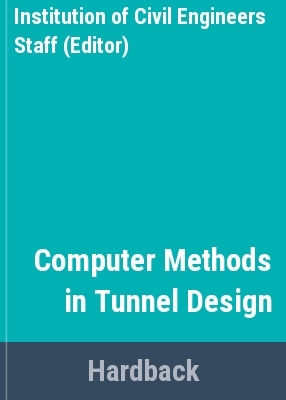 Institution of Civil Engineers
Staff (Editor)
Computer Methods
in Tunnel Design
Hardback